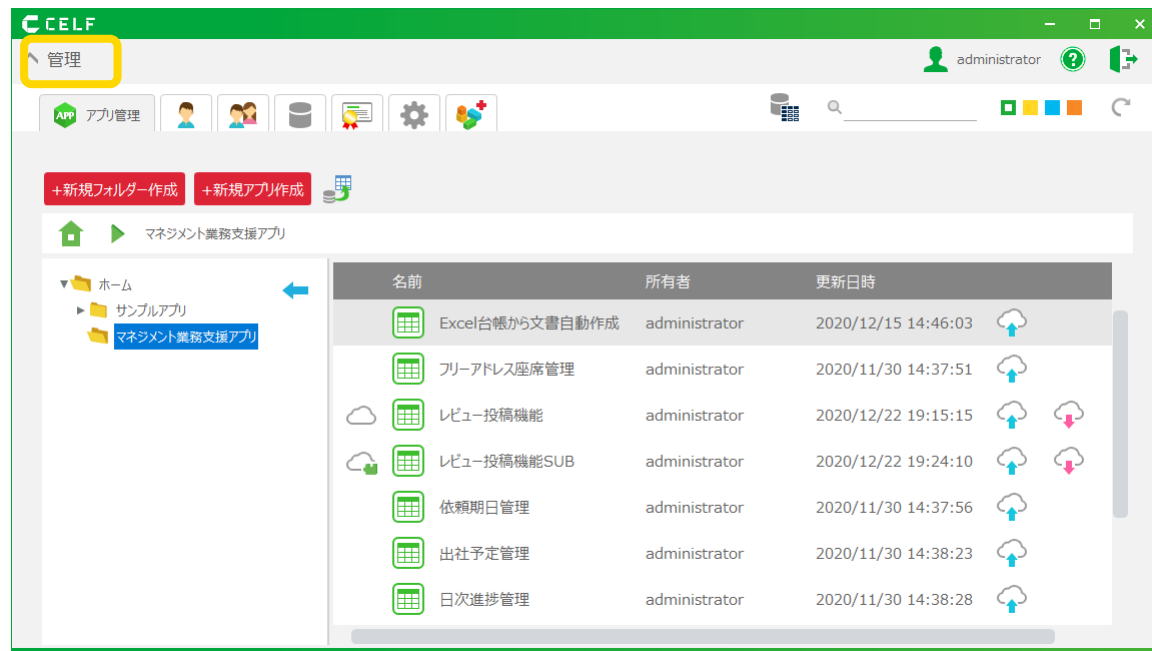 CELF
管理
administrator
APP アプリ管理
+新規フォルダー作成 +新規アプリ作成
マネジメント業務支援アプリ
ホーム
サンプルアプリ
マネジメント業務支援アプリ
名前 所有者 更新日時
Excel台帳から文書自動作成 administrator 2020/12/15 14:46:03
フリーアドレス座席管理 administrator 2020/11/30 14:37:51
レビュー投稿機能 administrator 2020/12/22 19:15:15
レビュー投稿機能SUB administrator 2020/12/22 19:24:10
依頼期日管理 administrator 2020/11/30 14:37:56
出社予定管理 administrator 2020/11/30 14:38:23
日次進捗管理 administrator 2020/11/30 14:38:28